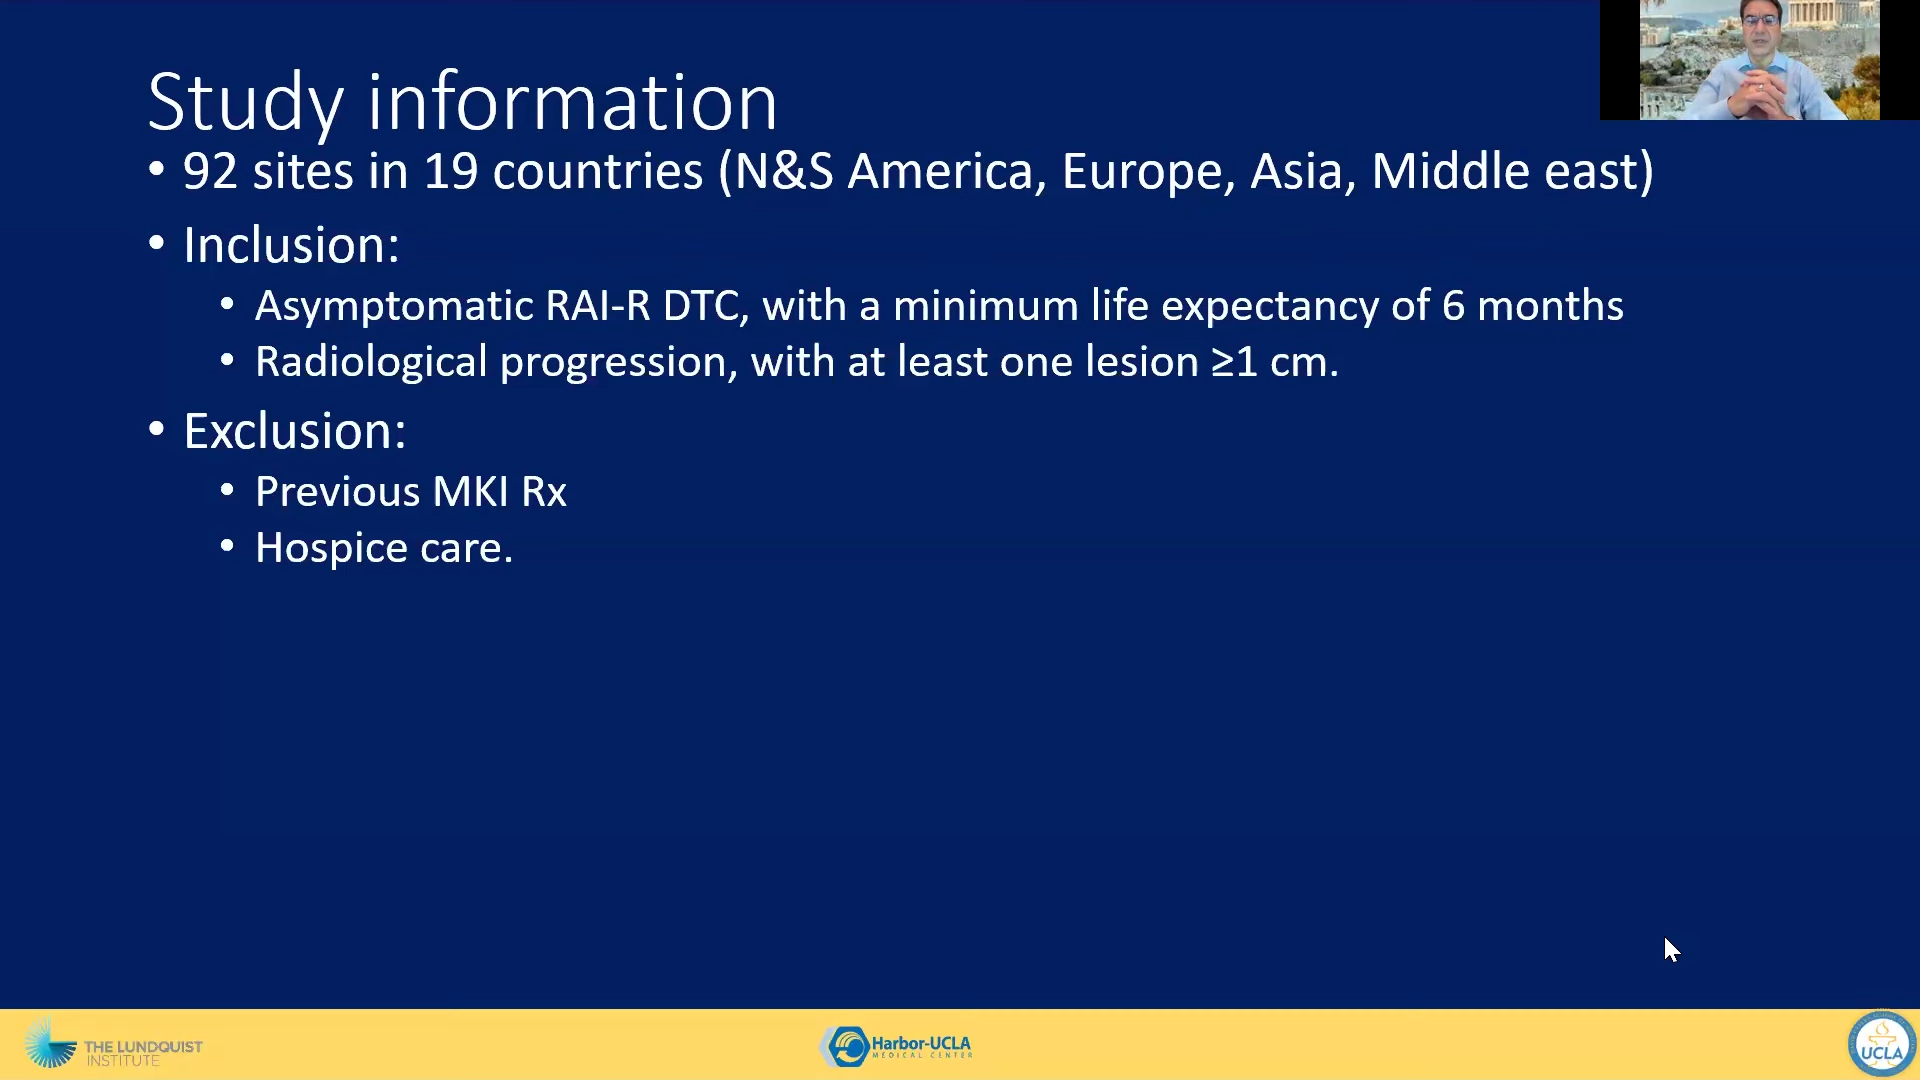 Study information
• 92 sites in 19 countries (N&S America, Europe, Asia, Middle east)
• Inclusion:
• Asymptomatic RAI-R DTC, with a minimum life expectancy of 6 months
• Radiological progression, with at least one lesion ≥1 cm.
• Exclusion:
• Previous MKI Rx
• Hospice care.
THE LUNDQUIST
INSTITUTE
Harbor-UCLA
MEDICAL CENTER
UCLA